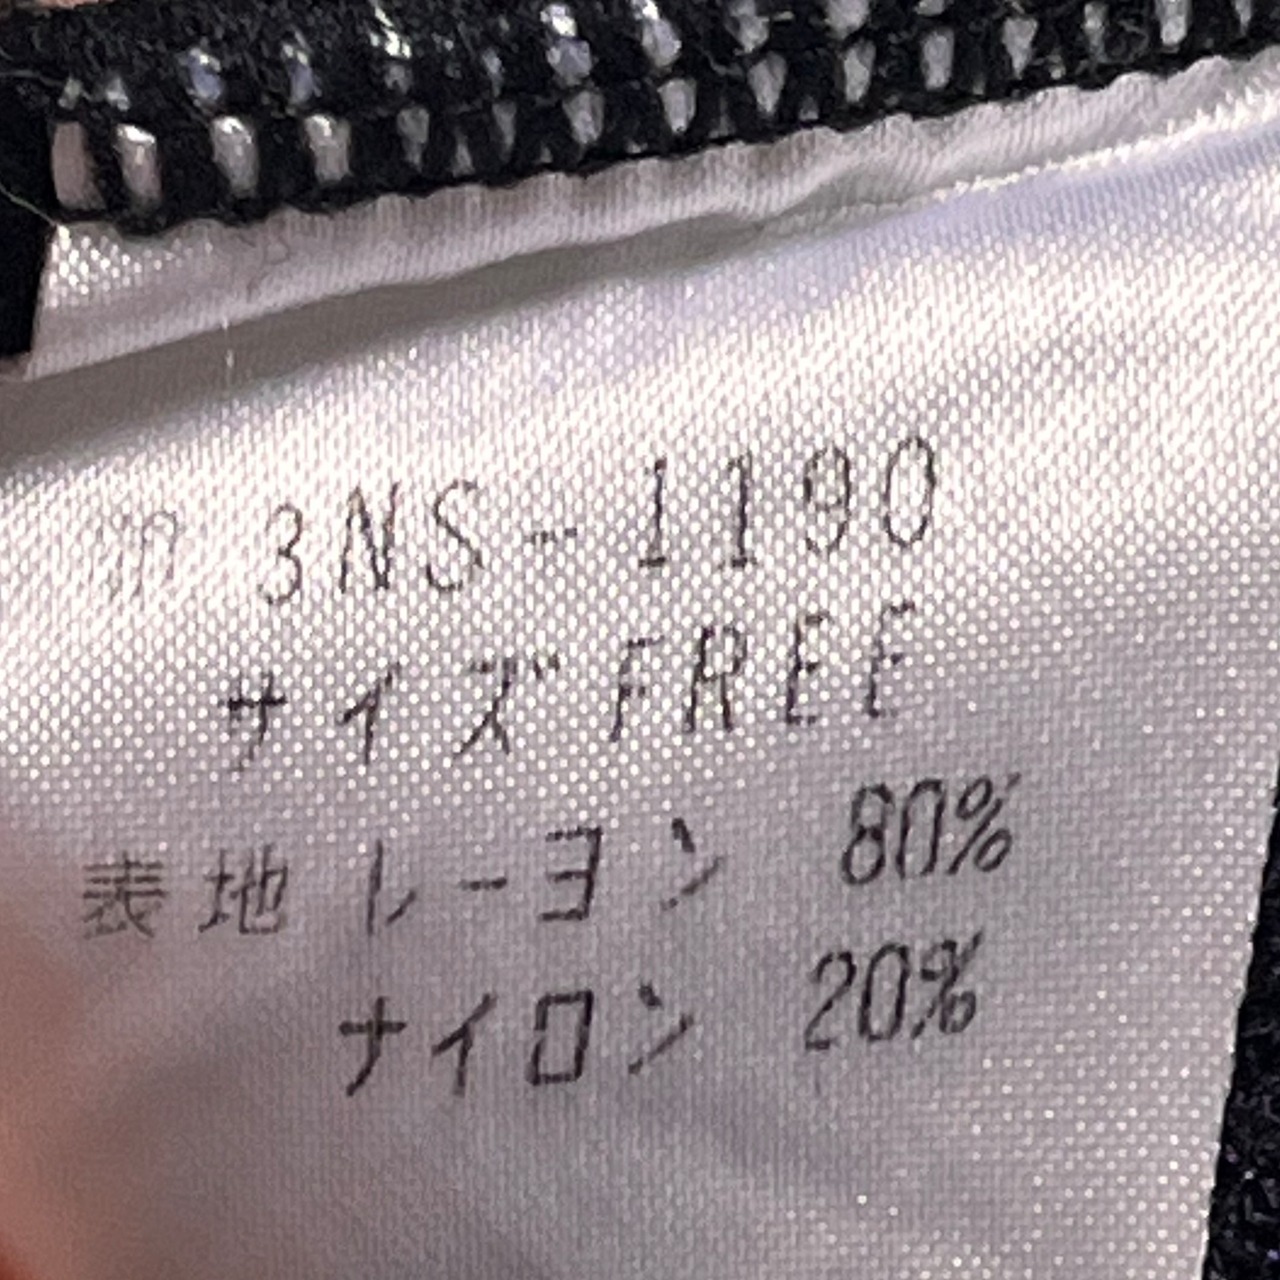 3NS-1190
サイズFREE
表地 レーヨン 80%
ナイロン 20%